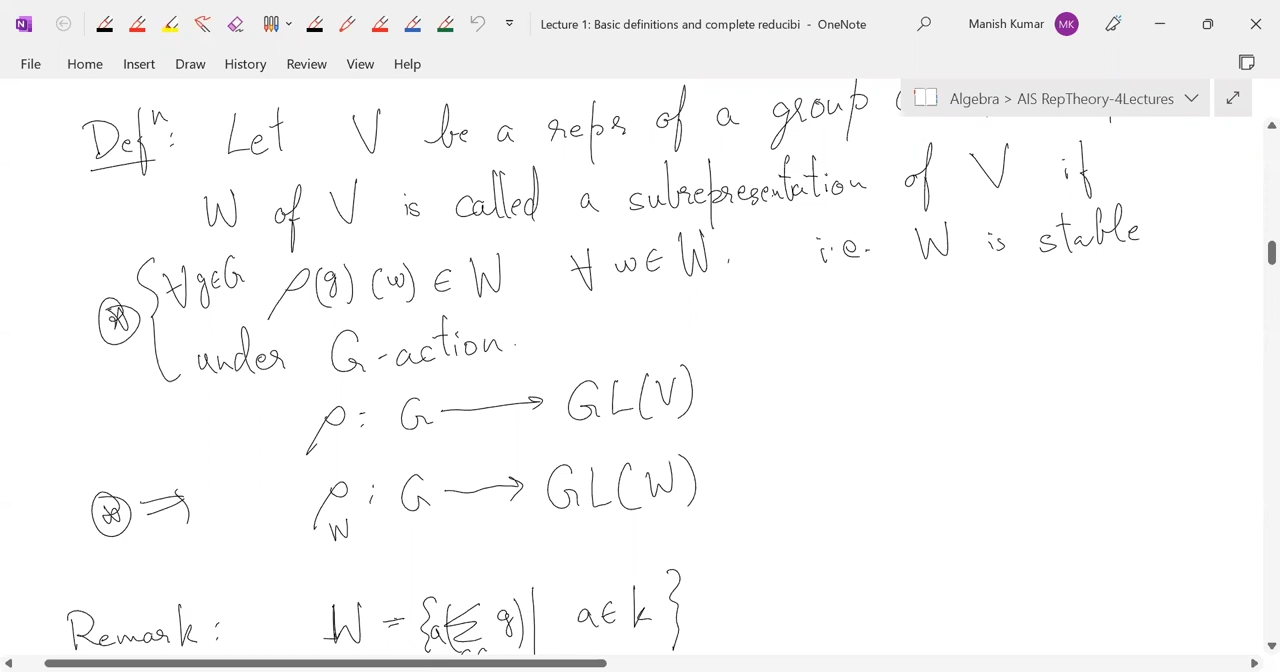 Lecture 1: Basic definitions and complete reducibi - OneNote
Manish Kumar MK
File Home Insert Draw History Review View Help
Algebra > AIS RepTheory-4Lectures
Defⁿ: Let V be a repr of a group
W of V is called a subrepresentation of V if
⊛ { ∀g∈G ρ(g)(w) ∈ W ∀ w∈W. i.e. W is stable
under G-action.
ρ : G ⟶ GL(V)
⊛ ⇒ ρ_W : G ⟶ GL(W)
Remark: W = {a(Σ g) | a∈k}